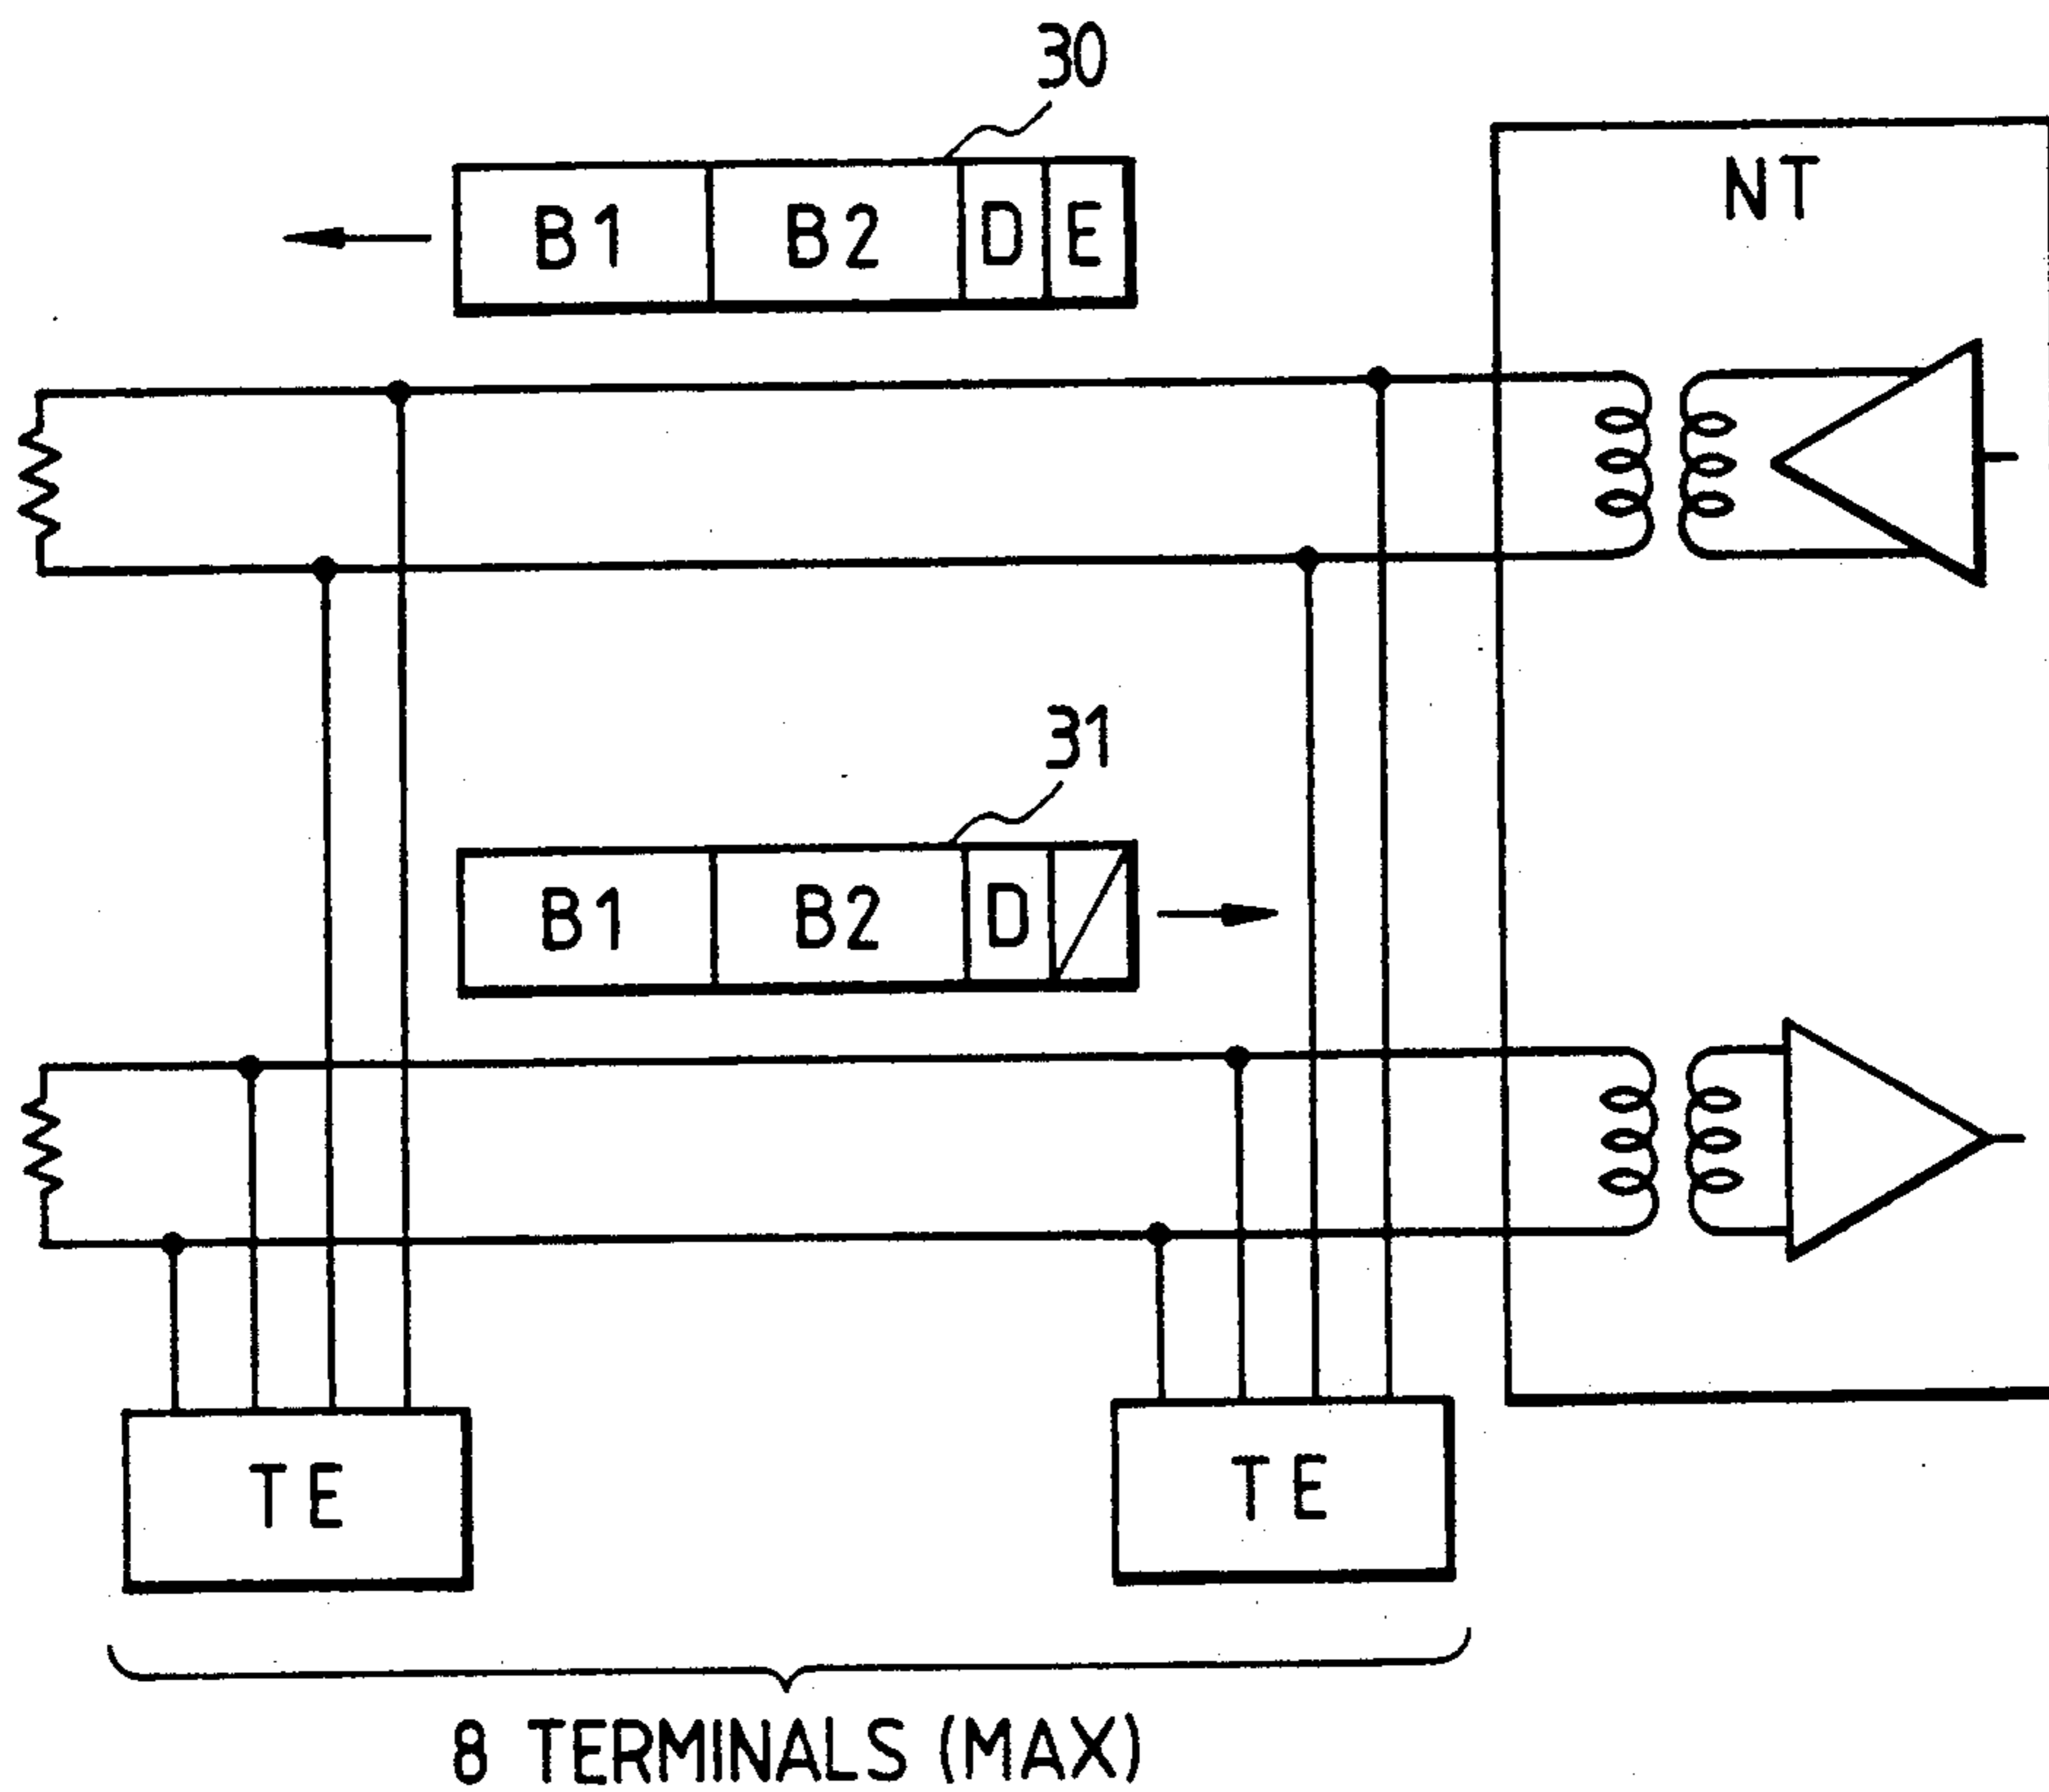 30
NT
B1 B2 D E
31
B1 B2 D
TE TE
8 TERMINALS (MAX)